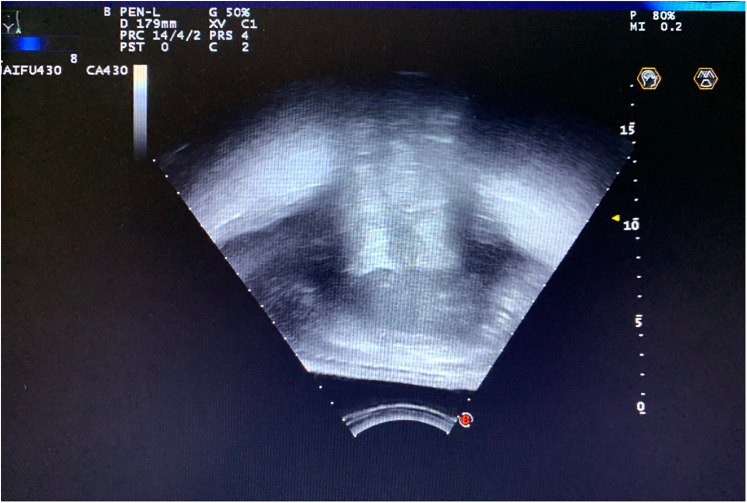 B PEN-L
D 179mm
PRC 14/4/2
PST 0
G 50%
XV C1
PRS 4
C 2
P 80%
MI 0.2
8
AIFU430 CA430
15
10
5
0